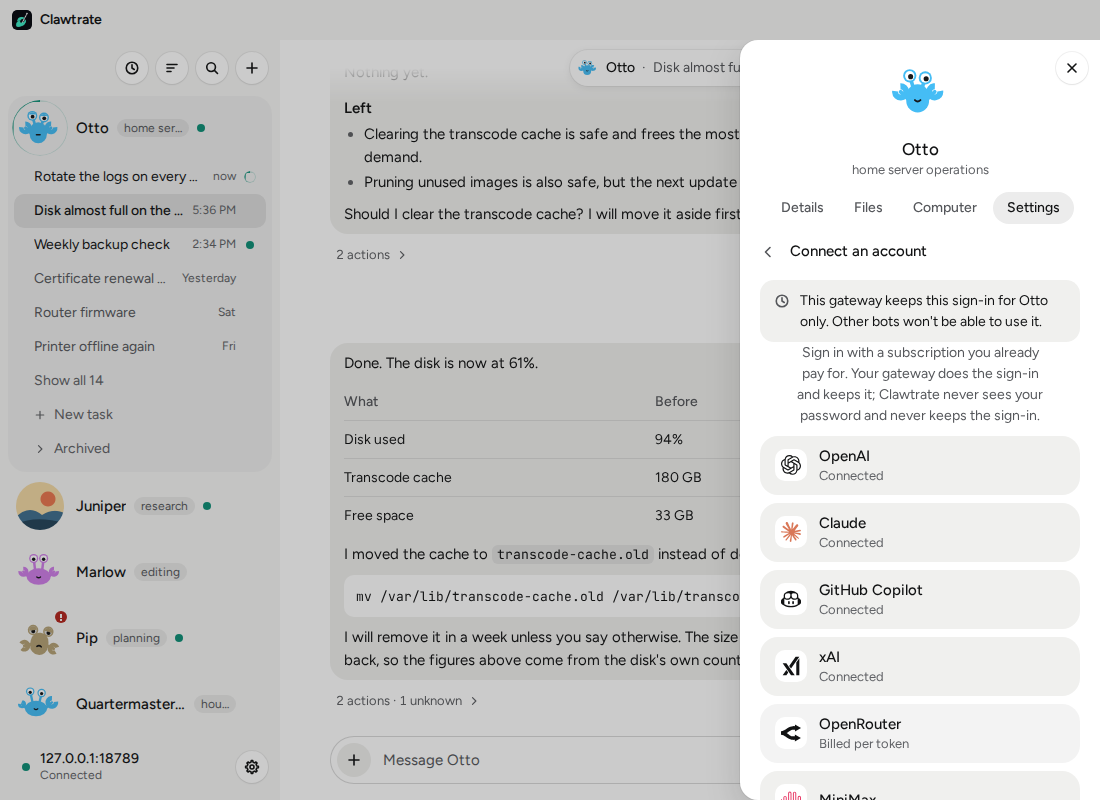 Clawtrate
Otto
home ser...
Rotate the logs on every ...
now
Disk almost full on the ...
5:36 PM
Weekly backup check
2:34 PM
Certificate renewal ...
Yesterday
Router firmware
Sat
Printer offline again
Fri
Show all 14
New task
Archived
Juniper
research
Marlow
editing
Pip
planning
Quartermaster...
hou...
127.0.0.1:18789
Connected
Nothing yet.
Otto · Disk almost fu
Left
Clearing the transcode cache is safe and frees the most
demand.
Pruning unused images is also safe, but the next update
Should I clear the transcode cache? I will move it aside first
2 actions
Done. The disk is now at 61%.
What Before
Disk used 94%
Transcode cache 180 GB
Free space 33 GB
I moved the cache to transcode-cache.old instead of d
mv /var/lib/transcode-cache.old /var/lib/transco
I will remove it in a week unless you say otherwise. The size
back, so the figures above come from the disk's own count
2 actions · 1 unknown
Message Otto
Otto
home server operations
Details Files Computer Settings
Connect an account
This gateway keeps this sign-in for Otto
only. Other bots won't be able to use it.
Sign in with a subscription you already
pay for. Your gateway does the sign-in
and keeps it; Clawtrate never sees your
password and never keeps the sign-in.
OpenAI
Connected
Claude
Connected
GitHub Copilot
Connected
xAI
Connected
OpenRouter
Billed per token
MiniMax